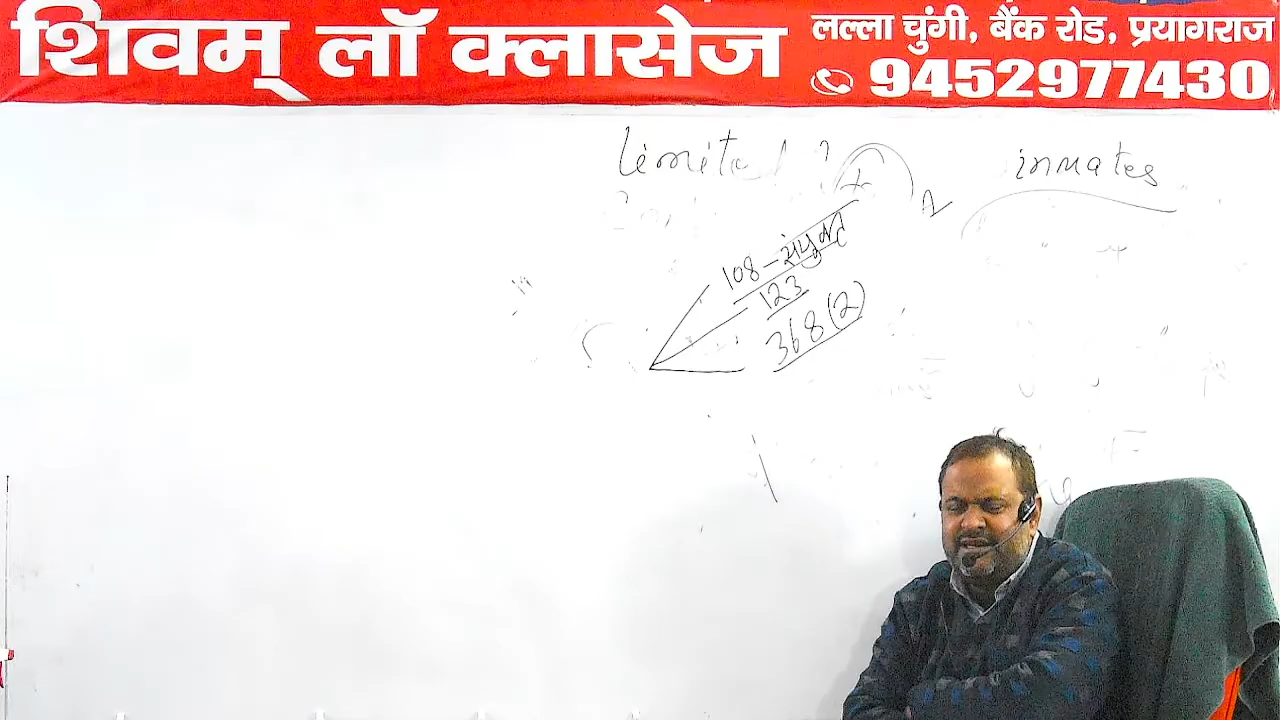 शिवम् लॉ क्लासेज
लल्ला चुंगी, बैंक रोड, प्रयागराज
9452977430
inmates
108 - संयुक्त
123
368(2)